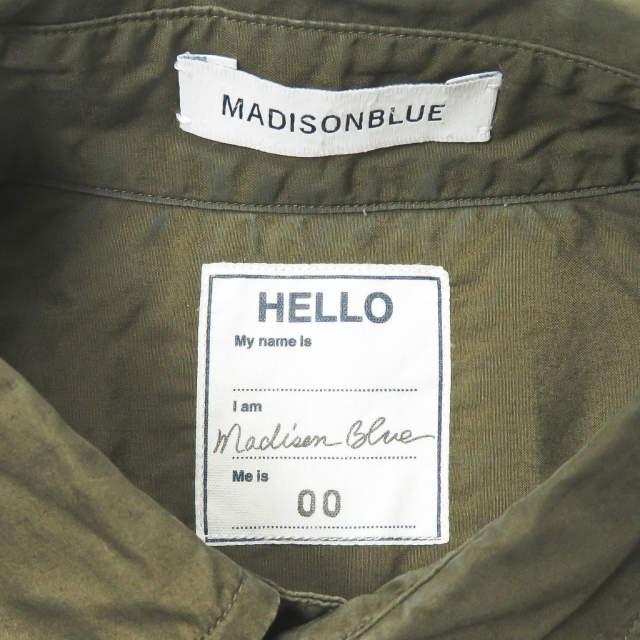 MADISONBLUE
HELLO
My name is
I am
Madison Blue
Me is
00